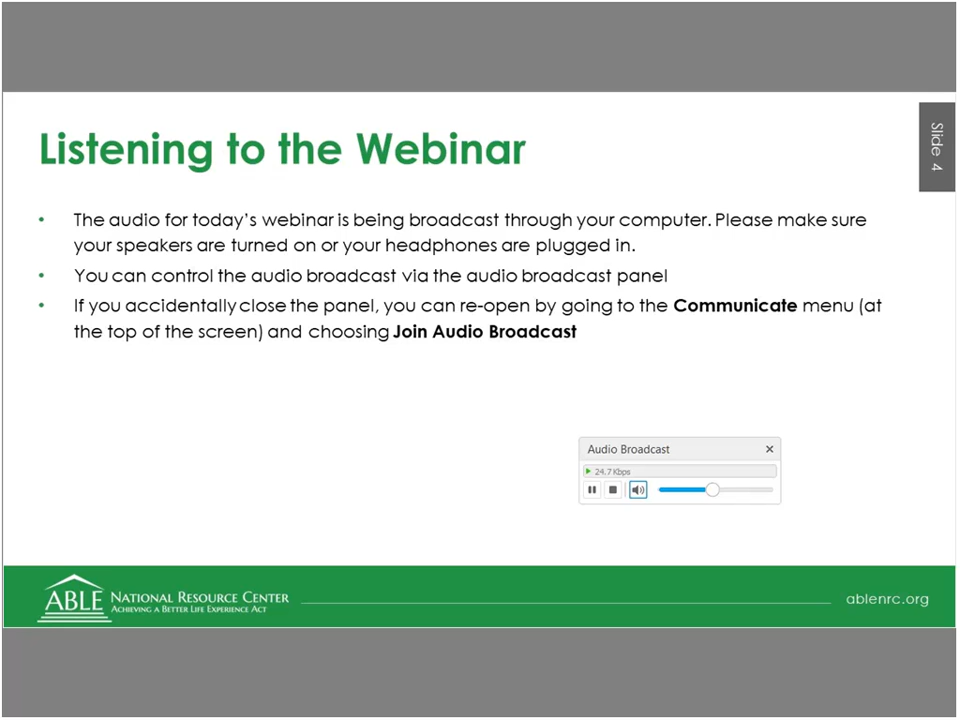 Slide 4
Listening to the Webinar
• The audio for today's webinar is being broadcast through your computer. Please make sure
your speakers are turned on or your headphones are plugged in.
• You can control the audio broadcast via the audio broadcast panel
• If you accidentally close the panel, you can re-open by going to the Communicate menu (at
the top of the screen) and choosing Join Audio Broadcast
Audio Broadcast
24.7 Kbps
ABLE NATIONAL RESOURCE CENTER
ACHIEVING A BETTER LIFE EXPERIENCE ACT
ablenrc.org